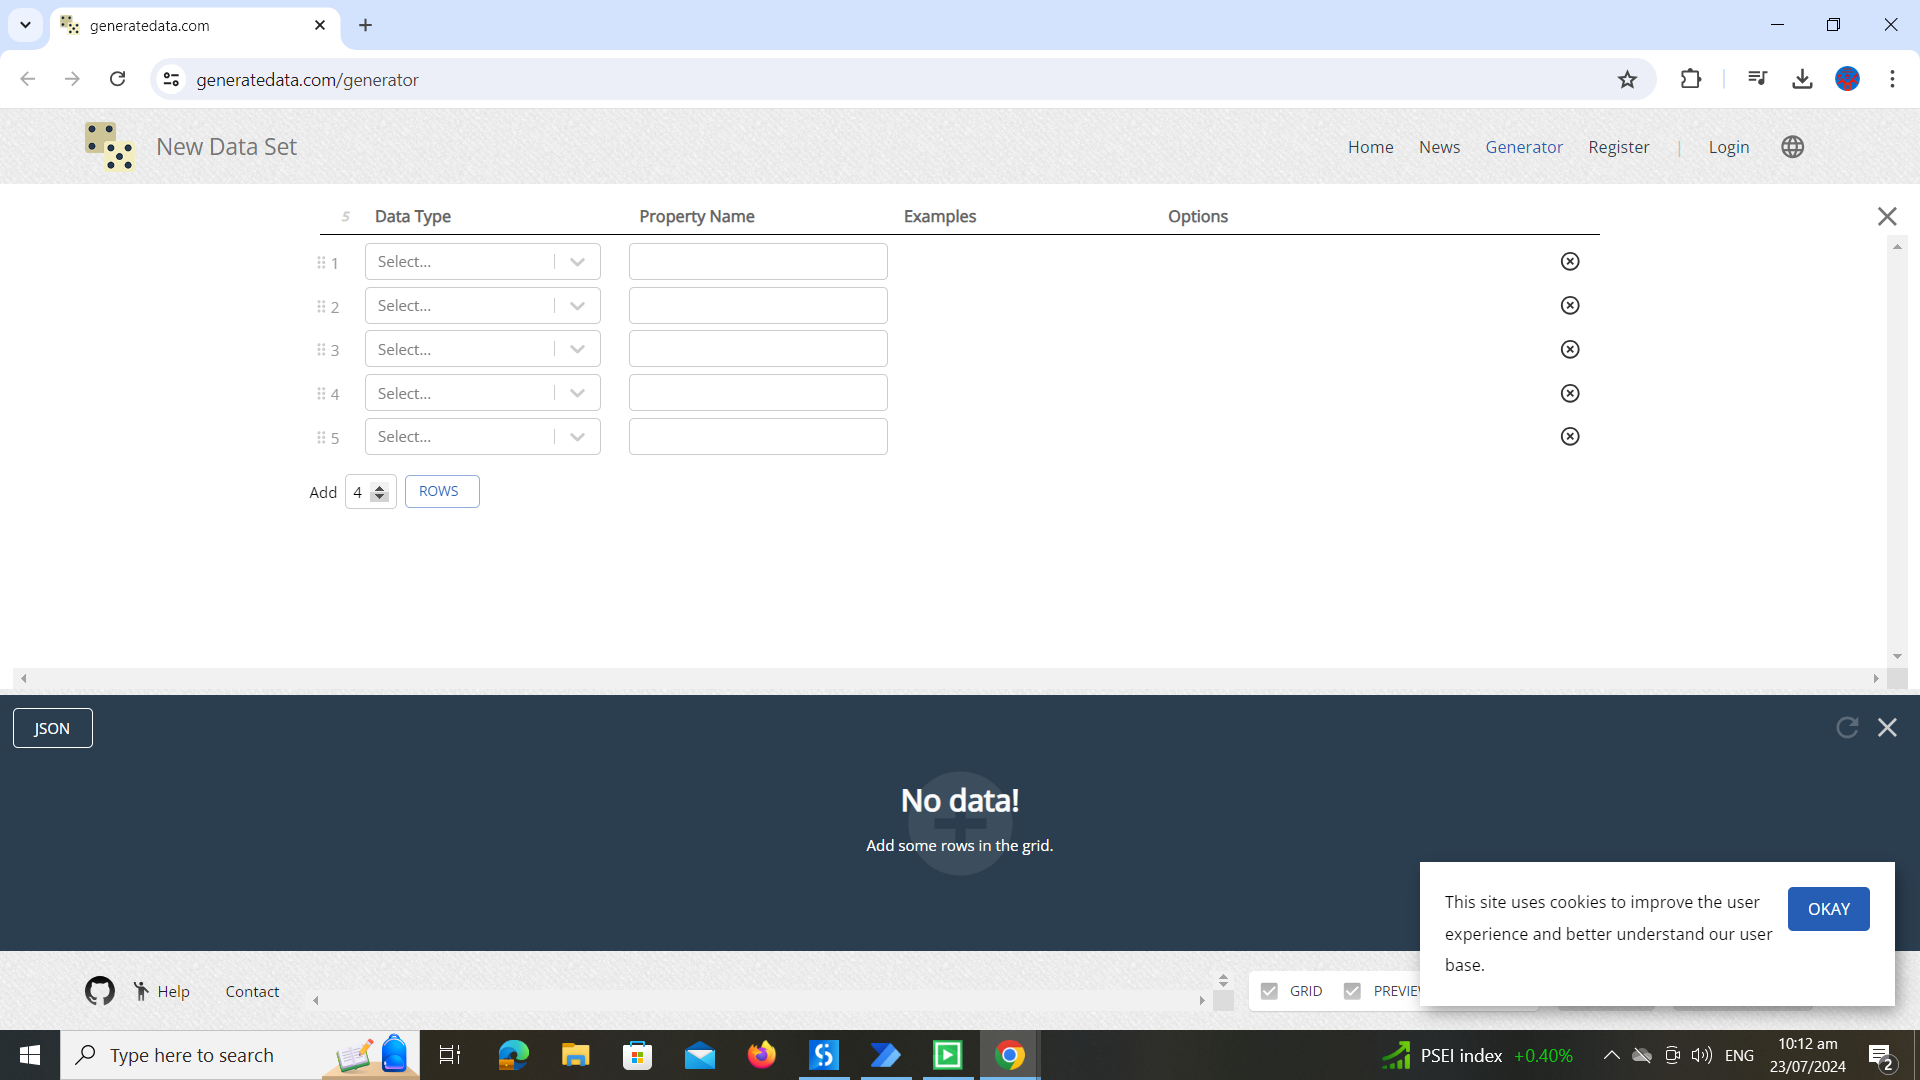 generatedata.com
generatedata.com/generator
New Data Set
Home
News
Generator
Register
|
Login
5
Data Type
Property Name
Examples
Options
1
Select...
2
Select...
3
Select...
4
Select...
5
Select...
Add
4
ROWS
JSON
No data!
Add some rows in the grid.
This site uses cookies to improve the user
experience and better understand our user
base.
OKAY
Help
Contact
GRID
Type here to search
PSEI index +0.40%
ENG
10:12 am
23/07/2024
2